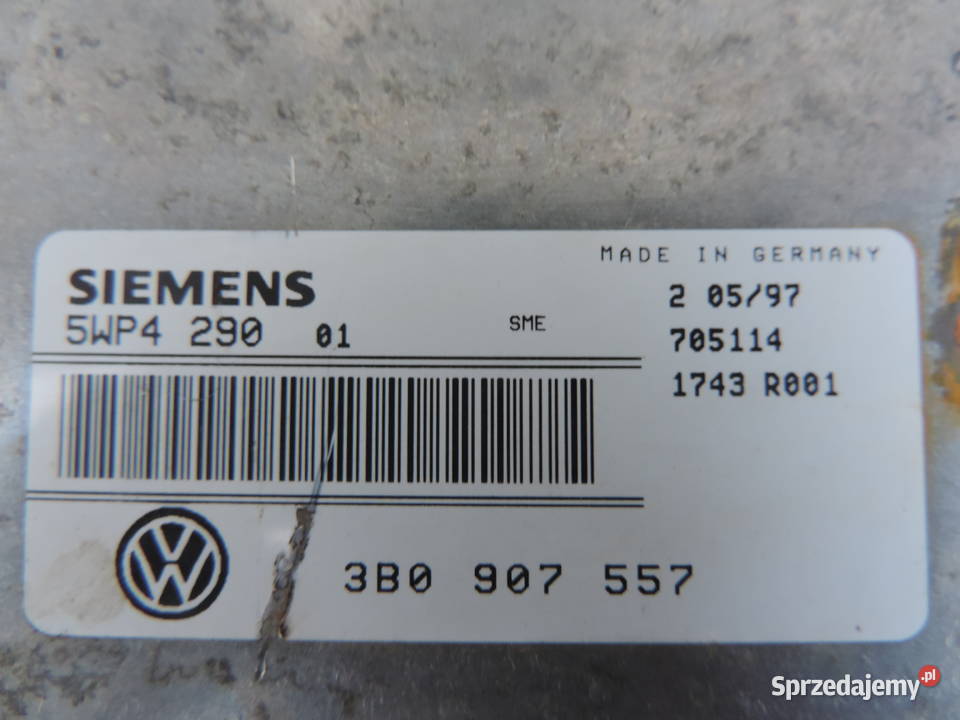 MADE IN GERMANY
SIEMENS
2 05/97
5WP4 290 01
SME
705114
1743 R001
3B0 907 557
Sprzedajemy.pl